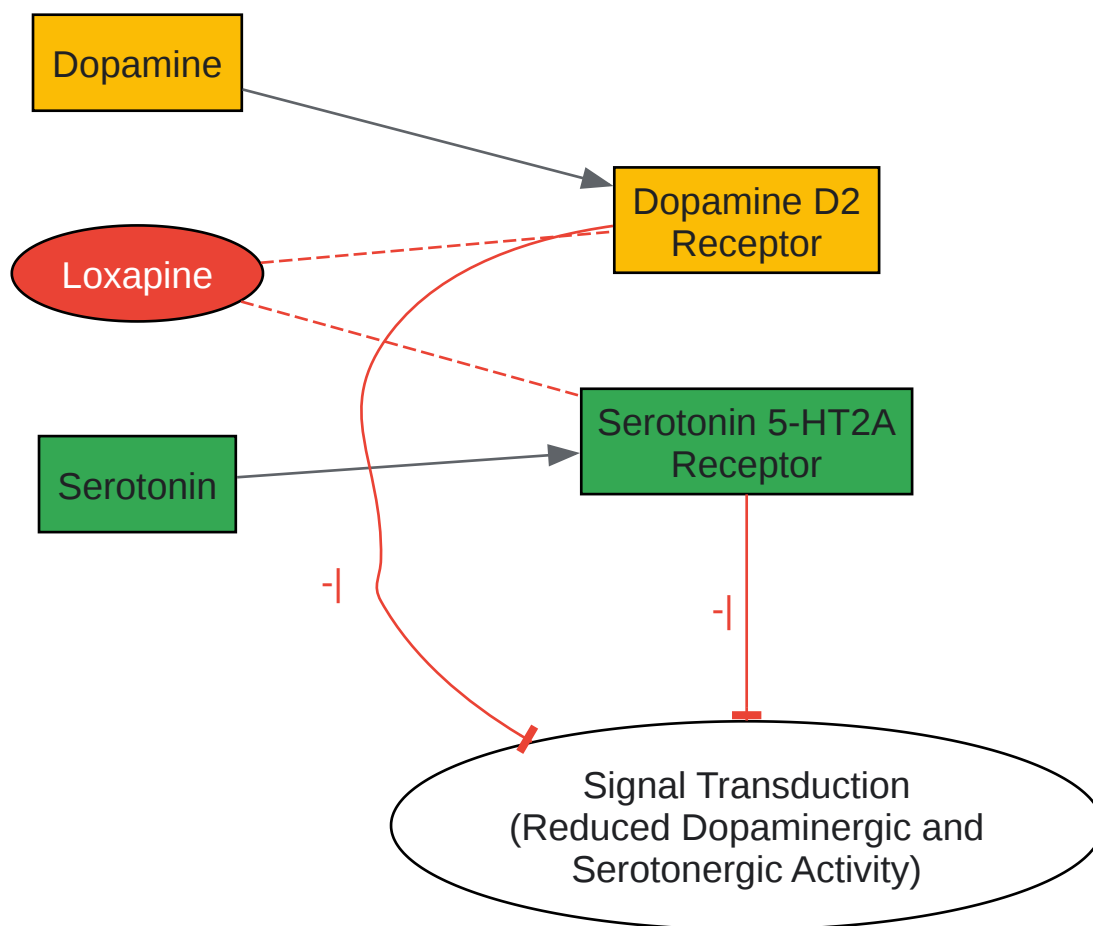 Dopamine
Dopamine D2
Receptor
Loxapine
Serotonin 5-HT2A
Receptor
Serotonin
-|
-|
Signal Transduction
(Reduced Dopaminergic and
Serotonergic Activity)